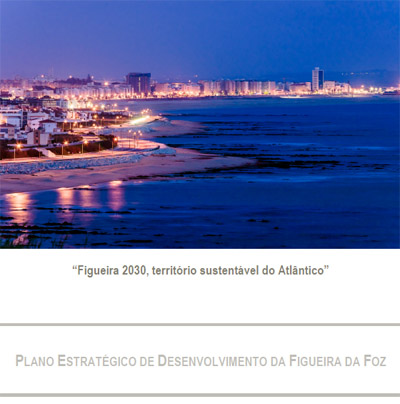 “Figueira 2030, território sustentável do Atlântico”
PLANO ESTRATÉGICO DE DESENVOLVIMENTO DA FIGUEIRA DA FOZ